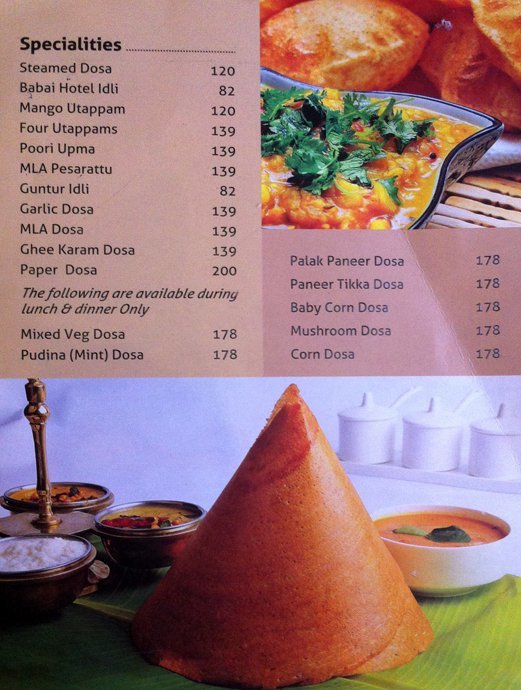 Specialities
Steamed Dosa 120
Babai Hotel Idli 82
Mango Utappam 120
Four Utappams 139
Poori Upma 139
MLA Pesarattu 139
Guntur Idli 82
Garlic Dosa 139
MLA Dosa 139
Ghee Karam Dosa 139
Paper Dosa 200
The following are available during
lunch & dinner Only
Mixed Veg Dosa 178
Pudina (Mint) Dosa 178
Palak Paneer Dosa 178
Paneer Tikka Dosa 178
Baby Corn Dosa 178
Mushroom Dosa 178
Corn Dosa 178